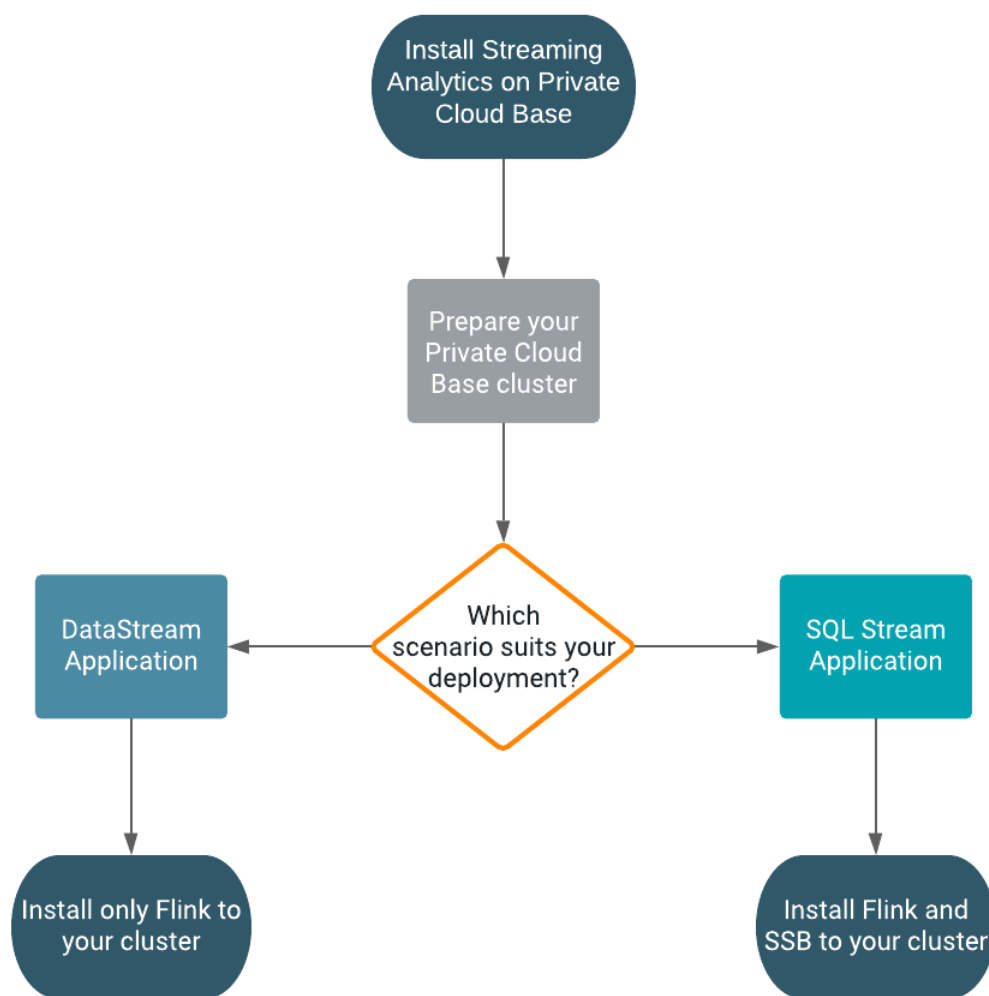 Install Streaming
Analytics on Private
Cloud Base
Prepare your
Private Cloud
Base cluster
Which
scenario suits your
deployment?
DataStream
Application
SQL Stream
Application
Install only Flink to
your cluster
Install Flink and
SSB to your cluster